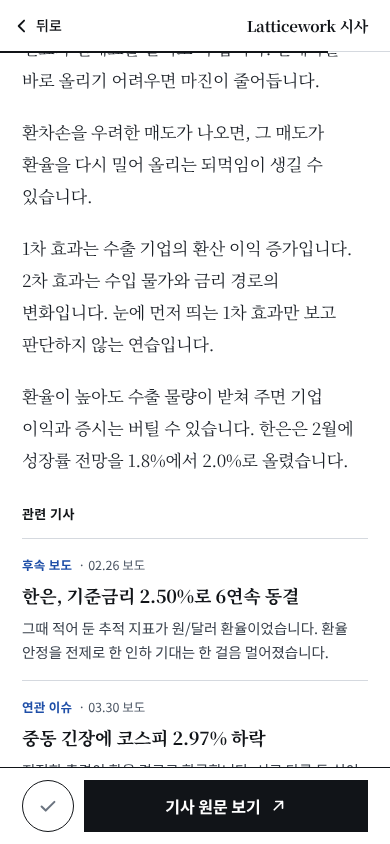 뒤로
Latticework 시사
바로 올리기 어려우면 마진이 줄어듭니다.
환차손을 우려한 매도가 나오면, 그 매도가
환율을 다시 밀어 올리는 되먹임이 생길 수
있습니다.
1차 효과는 수출 기업의 환산 이익 증가입니다.
2차 효과는 수입 물가와 금리 경로의
변화입니다. 눈에 먼저 띄는 1차 효과만 보고
판단하지 않는 연습입니다.
환율이 높아도 수출 물량이 받쳐 주면 기업
이익과 증시는 버틸 수 있습니다. 한은은 2월에
성장률 전망을 1.8%에서 2.0%로 올렸습니다.
관련 기사
후속 보도 · 02.26 보도
한은, 기준금리 2.50%로 6연속 동결
그때 적어 둔 추적 지표가 원/달러 환율이었습니다. 환율
안정을 전제로 한 인하 기대는 한 걸음 멀어졌습니다.
연관 이슈 · 03.30 보도
중동 긴장에 코스피 2.97% 하락
기사 원문 보기